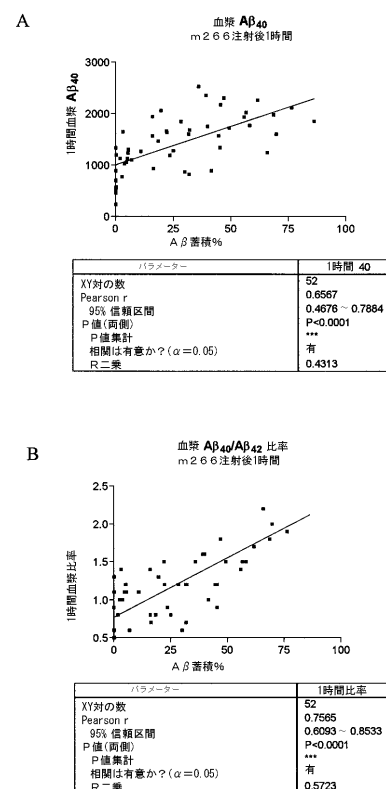 A
血漿 Aβ40
m266注射後1時間
1時間血漿 Aβ40
3000
2000
1000
0
0 25 50 75 100
Aβ蓄積%
パラメーター 1時間 40
XY対の数 52
Pearson r 0.6567
95% 信頼区間 0.4676 ~ 0.7884
P値(両側) P<0.0001
P値集計 ***
相関は有意か?(α=0.05) 有
R二乗 0.4313
B
血漿 Aβ40/Aβ42 比率
m266注射後1時間
1時間血漿比率
2.5
2.0
1.5
1.0
0.5
0 25 50 75 100
Aβ蓄積%
パラメーター 1時間比率
XY対の数 52
Pearson r 0.7565
95% 信頼区間 0.6093 ~ 0.8533
P値(両側) P<0.0001
P値集計 ***
相関は有意か?(α=0.05) 有
R二乗 0.5723